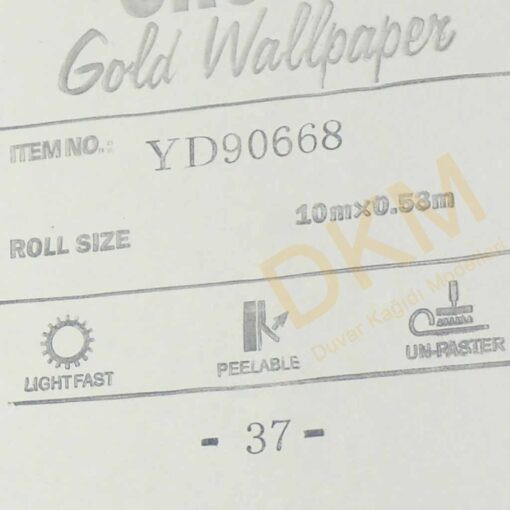 Gold Wallpaper
ITEM NO.: YD90668
ROLL SIZE 10m×0.53m
LIGHTFAST PEELABLE UN-PASTER
- 37 -
DKM
Duvar Kağıdı Modelleri